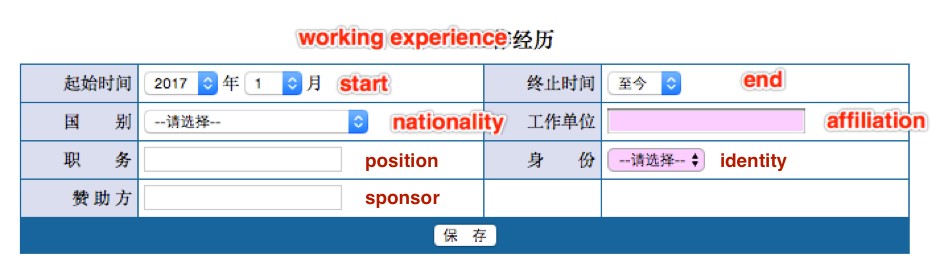 working experience 经历
起始时间 2017 年 1 月 start 终止时间 至今 end
国 别 --请选择-- nationality 工作单位 affiliation
职 务 position 身 份 --请选择-- identity
赞 助 方 sponsor
保 存